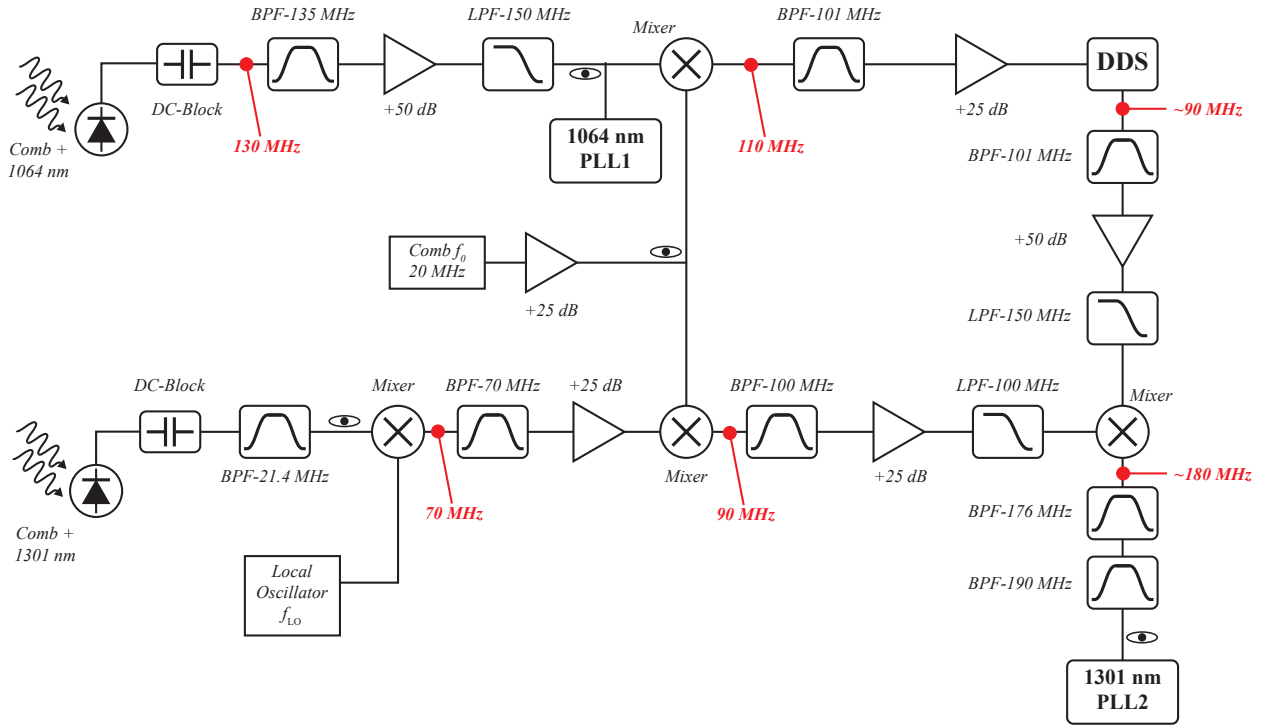 BPF-135 MHz
LPF-150 MHz
Mixer
BPF-101 MHz
DC-Block
+50 dB
+25 dB
DDS
Comb +
1064 nm
130 MHz
1064 nm
PLL1
110 MHz
~90 MHz
BPF-101 MHz
+50 dB
Comb f0
20 MHz
+25 dB
LPF-150 MHz
DC-Block
Mixer
BPF-70 MHz
+25 dB
BPF-100 MHz
LPF-100 MHz
Mixer
BPF-21.4 MHz
Mixer
+25 dB
~180 MHz
70 MHz
90 MHz
BPF-176 MHz
Comb +
1301 nm
Local
Oscillator
fLO
BPF-190 MHz
1301 nm
PLL2